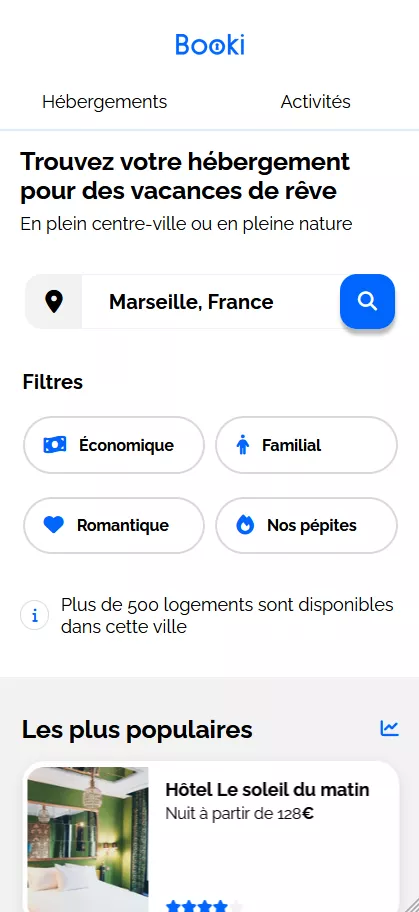 Booki
Hébergements
Activités
Trouvez votre hébergement
pour des vacances de rêve
En plein centre-ville ou en pleine nature
Marseille, France
Filtres
Économique
Familial
Romantique
Nos pépites
Plus de 500 logements sont disponibles
dans cette ville
Les plus populaires
Hôtel Le soleil du matin
Nuit à partir de 128€